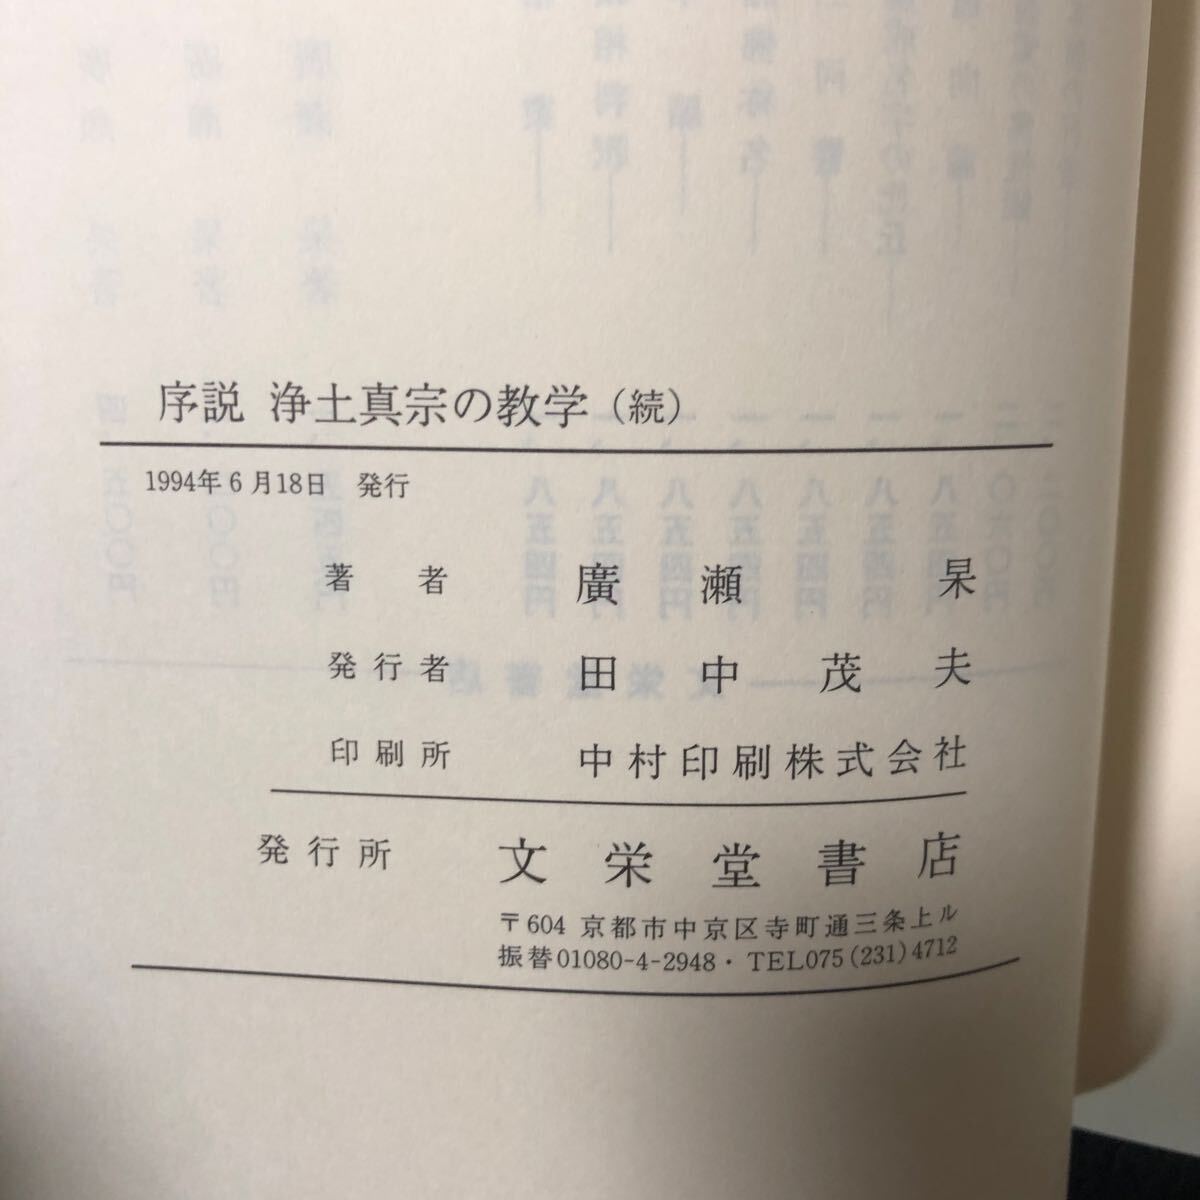 序説 浄土真宗の教学（続）
1994年6月18日 発行
著者 廣瀬 杲
発行者 田中茂夫
印刷所 中村印刷株式会社
発行所 文栄堂書店
〒604 京都市中京区寺町通三条上ル
振替01080-4-2948・TEL075(231)4712